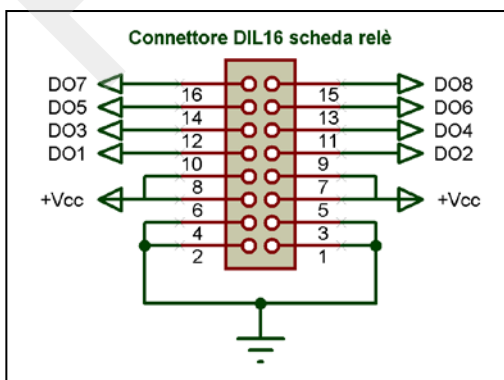 Connettore DIL16 scheda relè
DO7 16 15 DO8
DO5 14 13 DO6
DO3 12 11 DO4
DO1 10 9 DO2
+Vcc 8 7 +Vcc
6 5
4 3
2 1